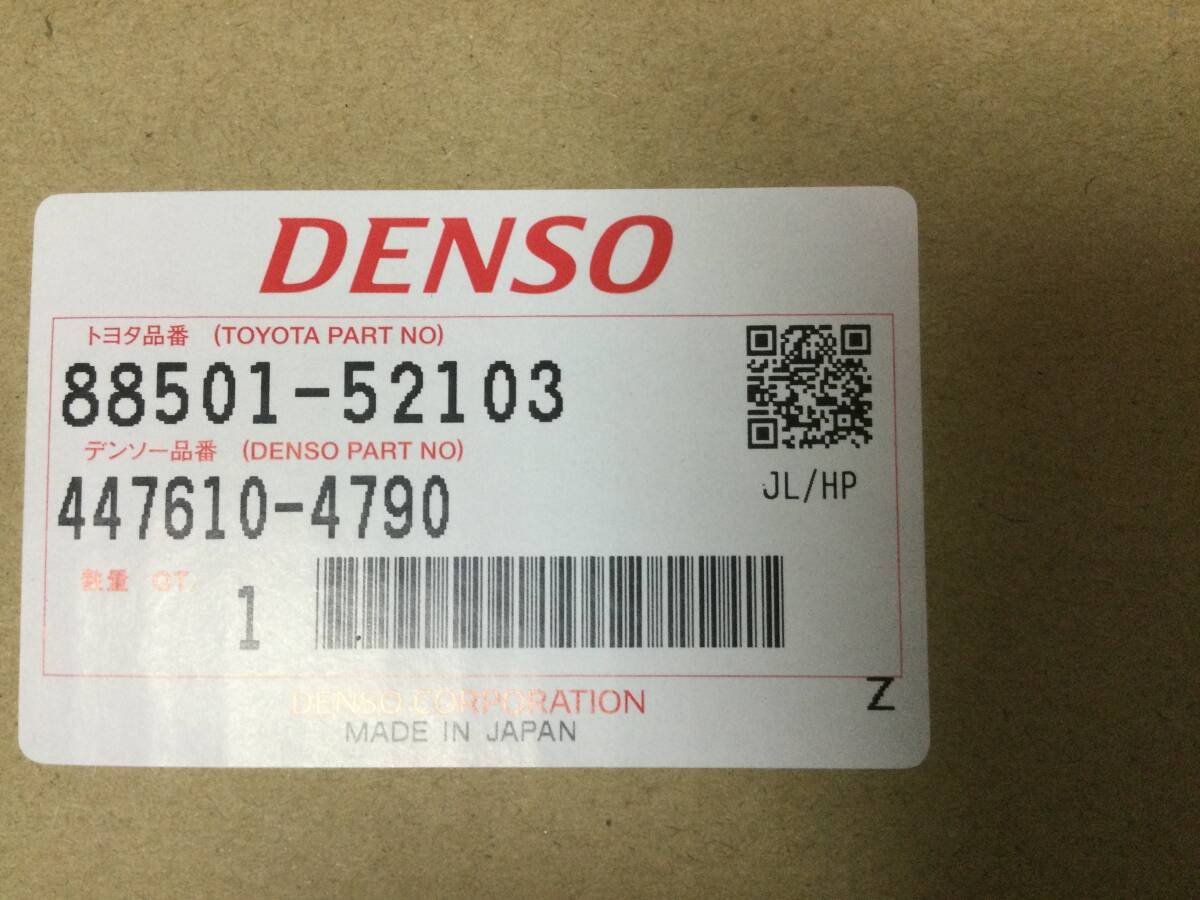 DENSO
トヨタ品番 (TOYOTA PART NO)
88501-52103
デンソー品番 (DENSO PART NO)
447610-4790
JL/HP
数量 QT
1
DENSO CORPORATION
MADE IN JAPAN
Z